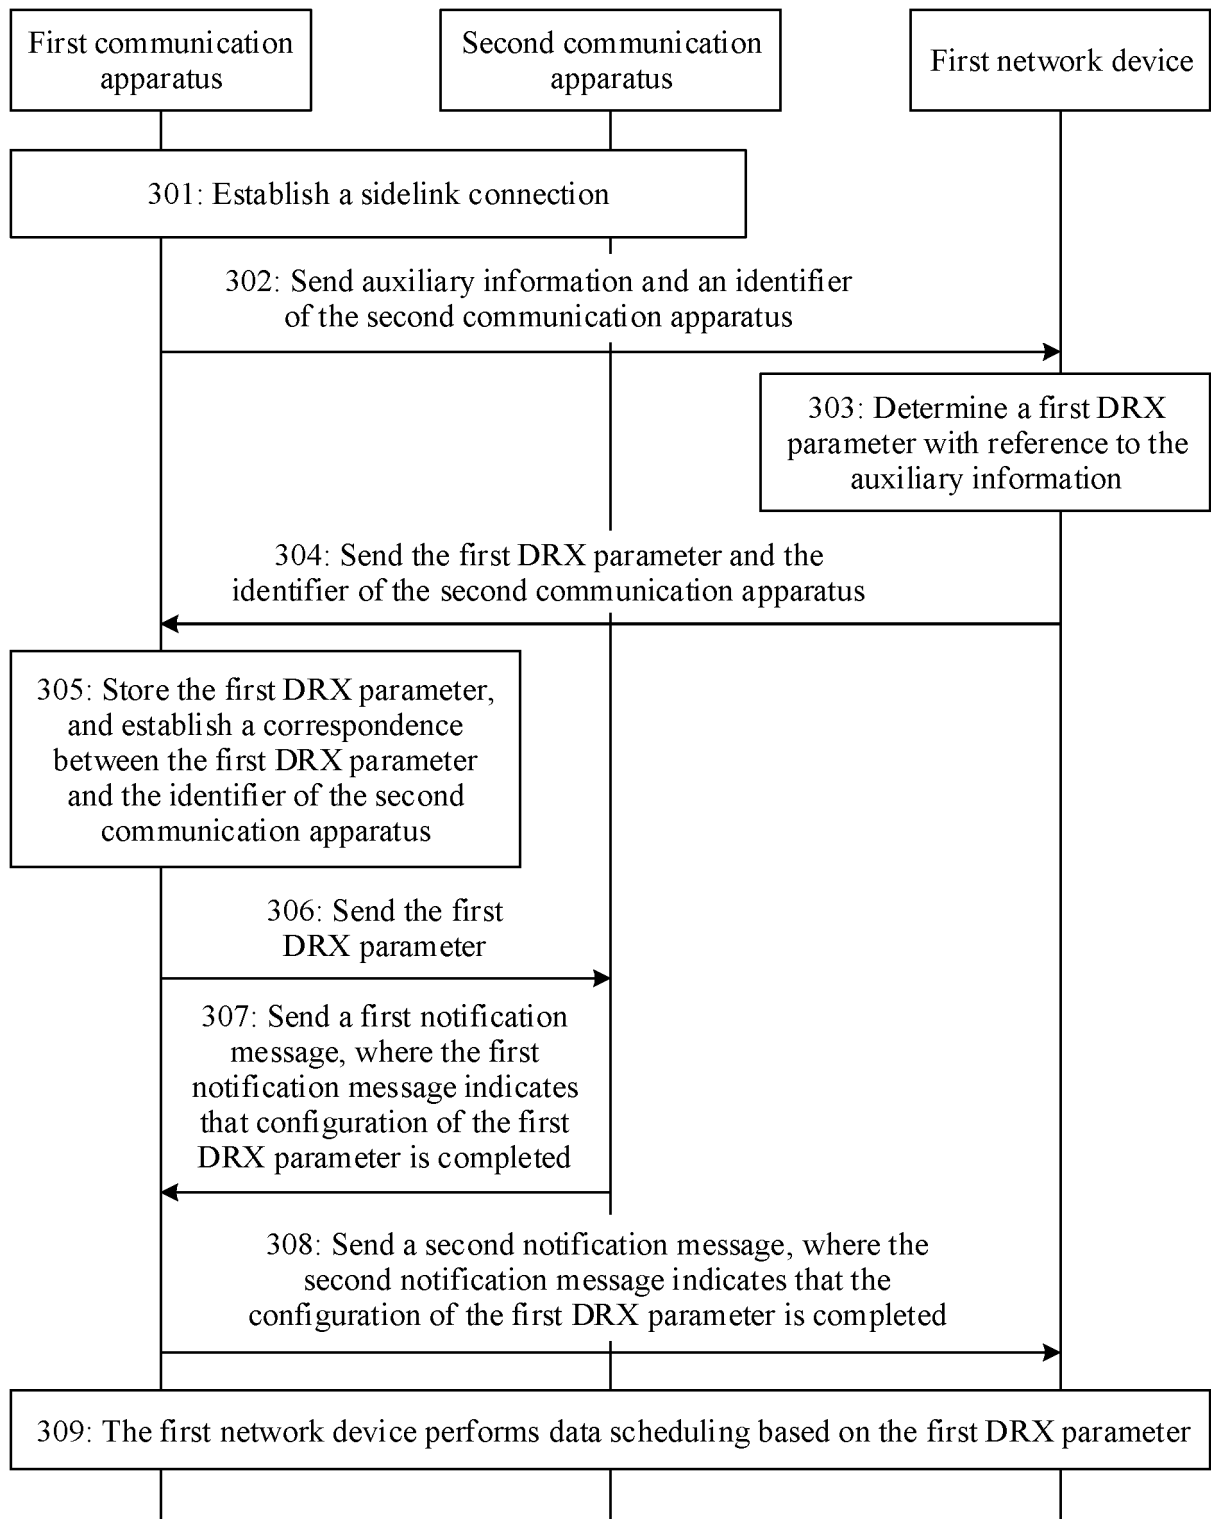 First communication
apparatus
Second communication
apparatus
First network device
301: Establish a sidelink connection
302: Send auxiliary information and an identifier
of the second communication apparatus
303: Determine a first DRX
parameter with reference to the
auxiliary information
304: Send the first DRX parameter and the
identifier of the second communication apparatus
305: Store the first DRX parameter,
and establish a correspondence
between the first DRX parameter
and the identifier of the second
communication apparatus
306: Send the first
DRX parameter
307: Send a first notification
message, where the first
notification message indicates
that configuration of the first
DRX parameter is completed
308: Send a second notification message, where the
second notification message indicates that the
configuration of the first DRX parameter is completed
309: The first network device performs data scheduling based on the first DRX parameter